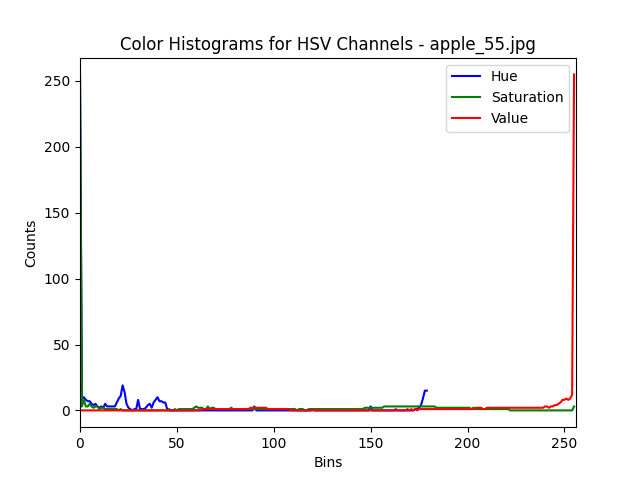 Color Histograms for HSV Channels - apple_55.jpg
Hue
Saturation
Value
Counts
250
200
150
100
50
0
0 50 100 150 200 250
Bins